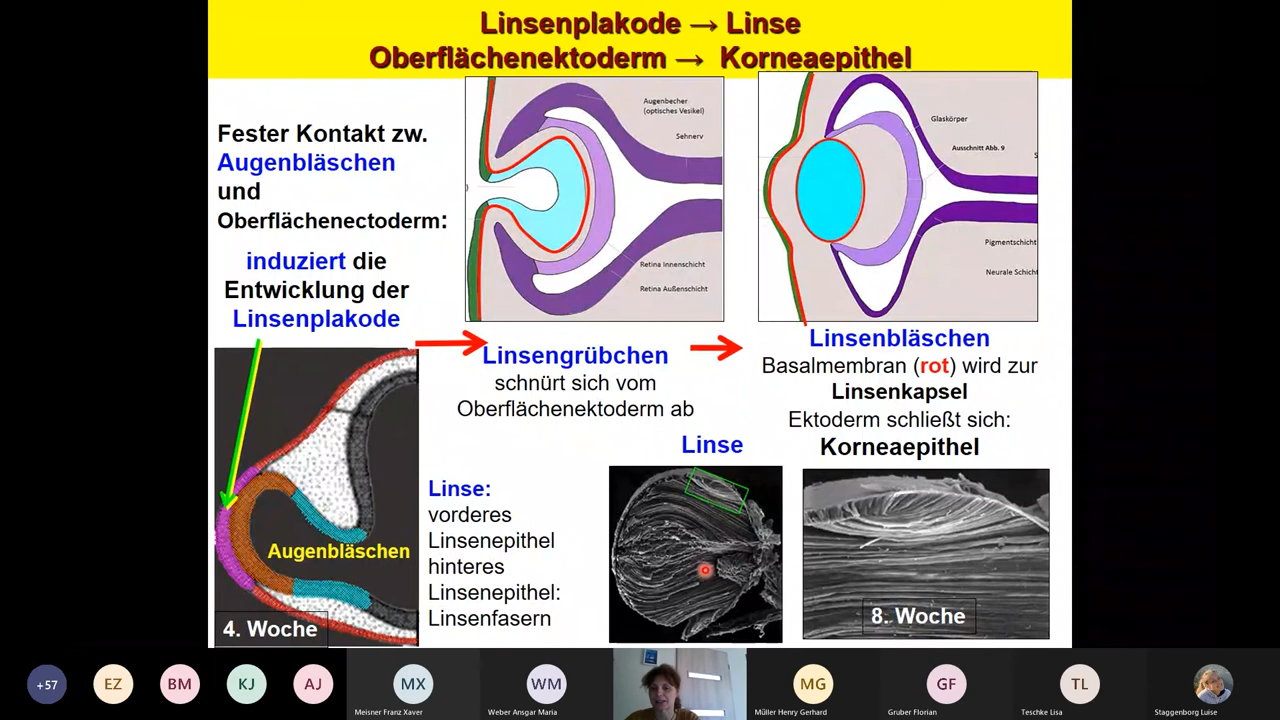 Linsenplakode → Linse
Oberflächenektoderm → Korneaepithel
Fester Kontakt zw.
Augenbläschen
und
Oberflächenectoderm:
induziert die
Entwicklung der
Linsenplakode
Augenbecher
(optisches Vesikel)
Sehnerv
Retina Innenschicht
Retina Außenschicht
Glaskörper
Ausschnitt Abb. 9
S
Pigmentschicht
Neurale Schicht
Linsengrübchen
schnürt sich vom
Oberflächenektoderm ab
Linsenbläschen
Basalmembran (rot) wird zur
Linsenkapsel
Ektoderm schließt sich:
Korneaepithel
Linse
Augenbläschen
4. Woche
Linse:
vorderes
Linsenepithel
hinteres
Linsenepithel:
Linsenfasern
8. Woche
+57
EZ
BM
KJ
AJ
MX
Meisner Franz Xaver
WM
Weber Ansgar Maria
MG
Müller Henry Gerhard
GF
Gruber Florian
TL
Teschke Lisa
Staggenborg Luise